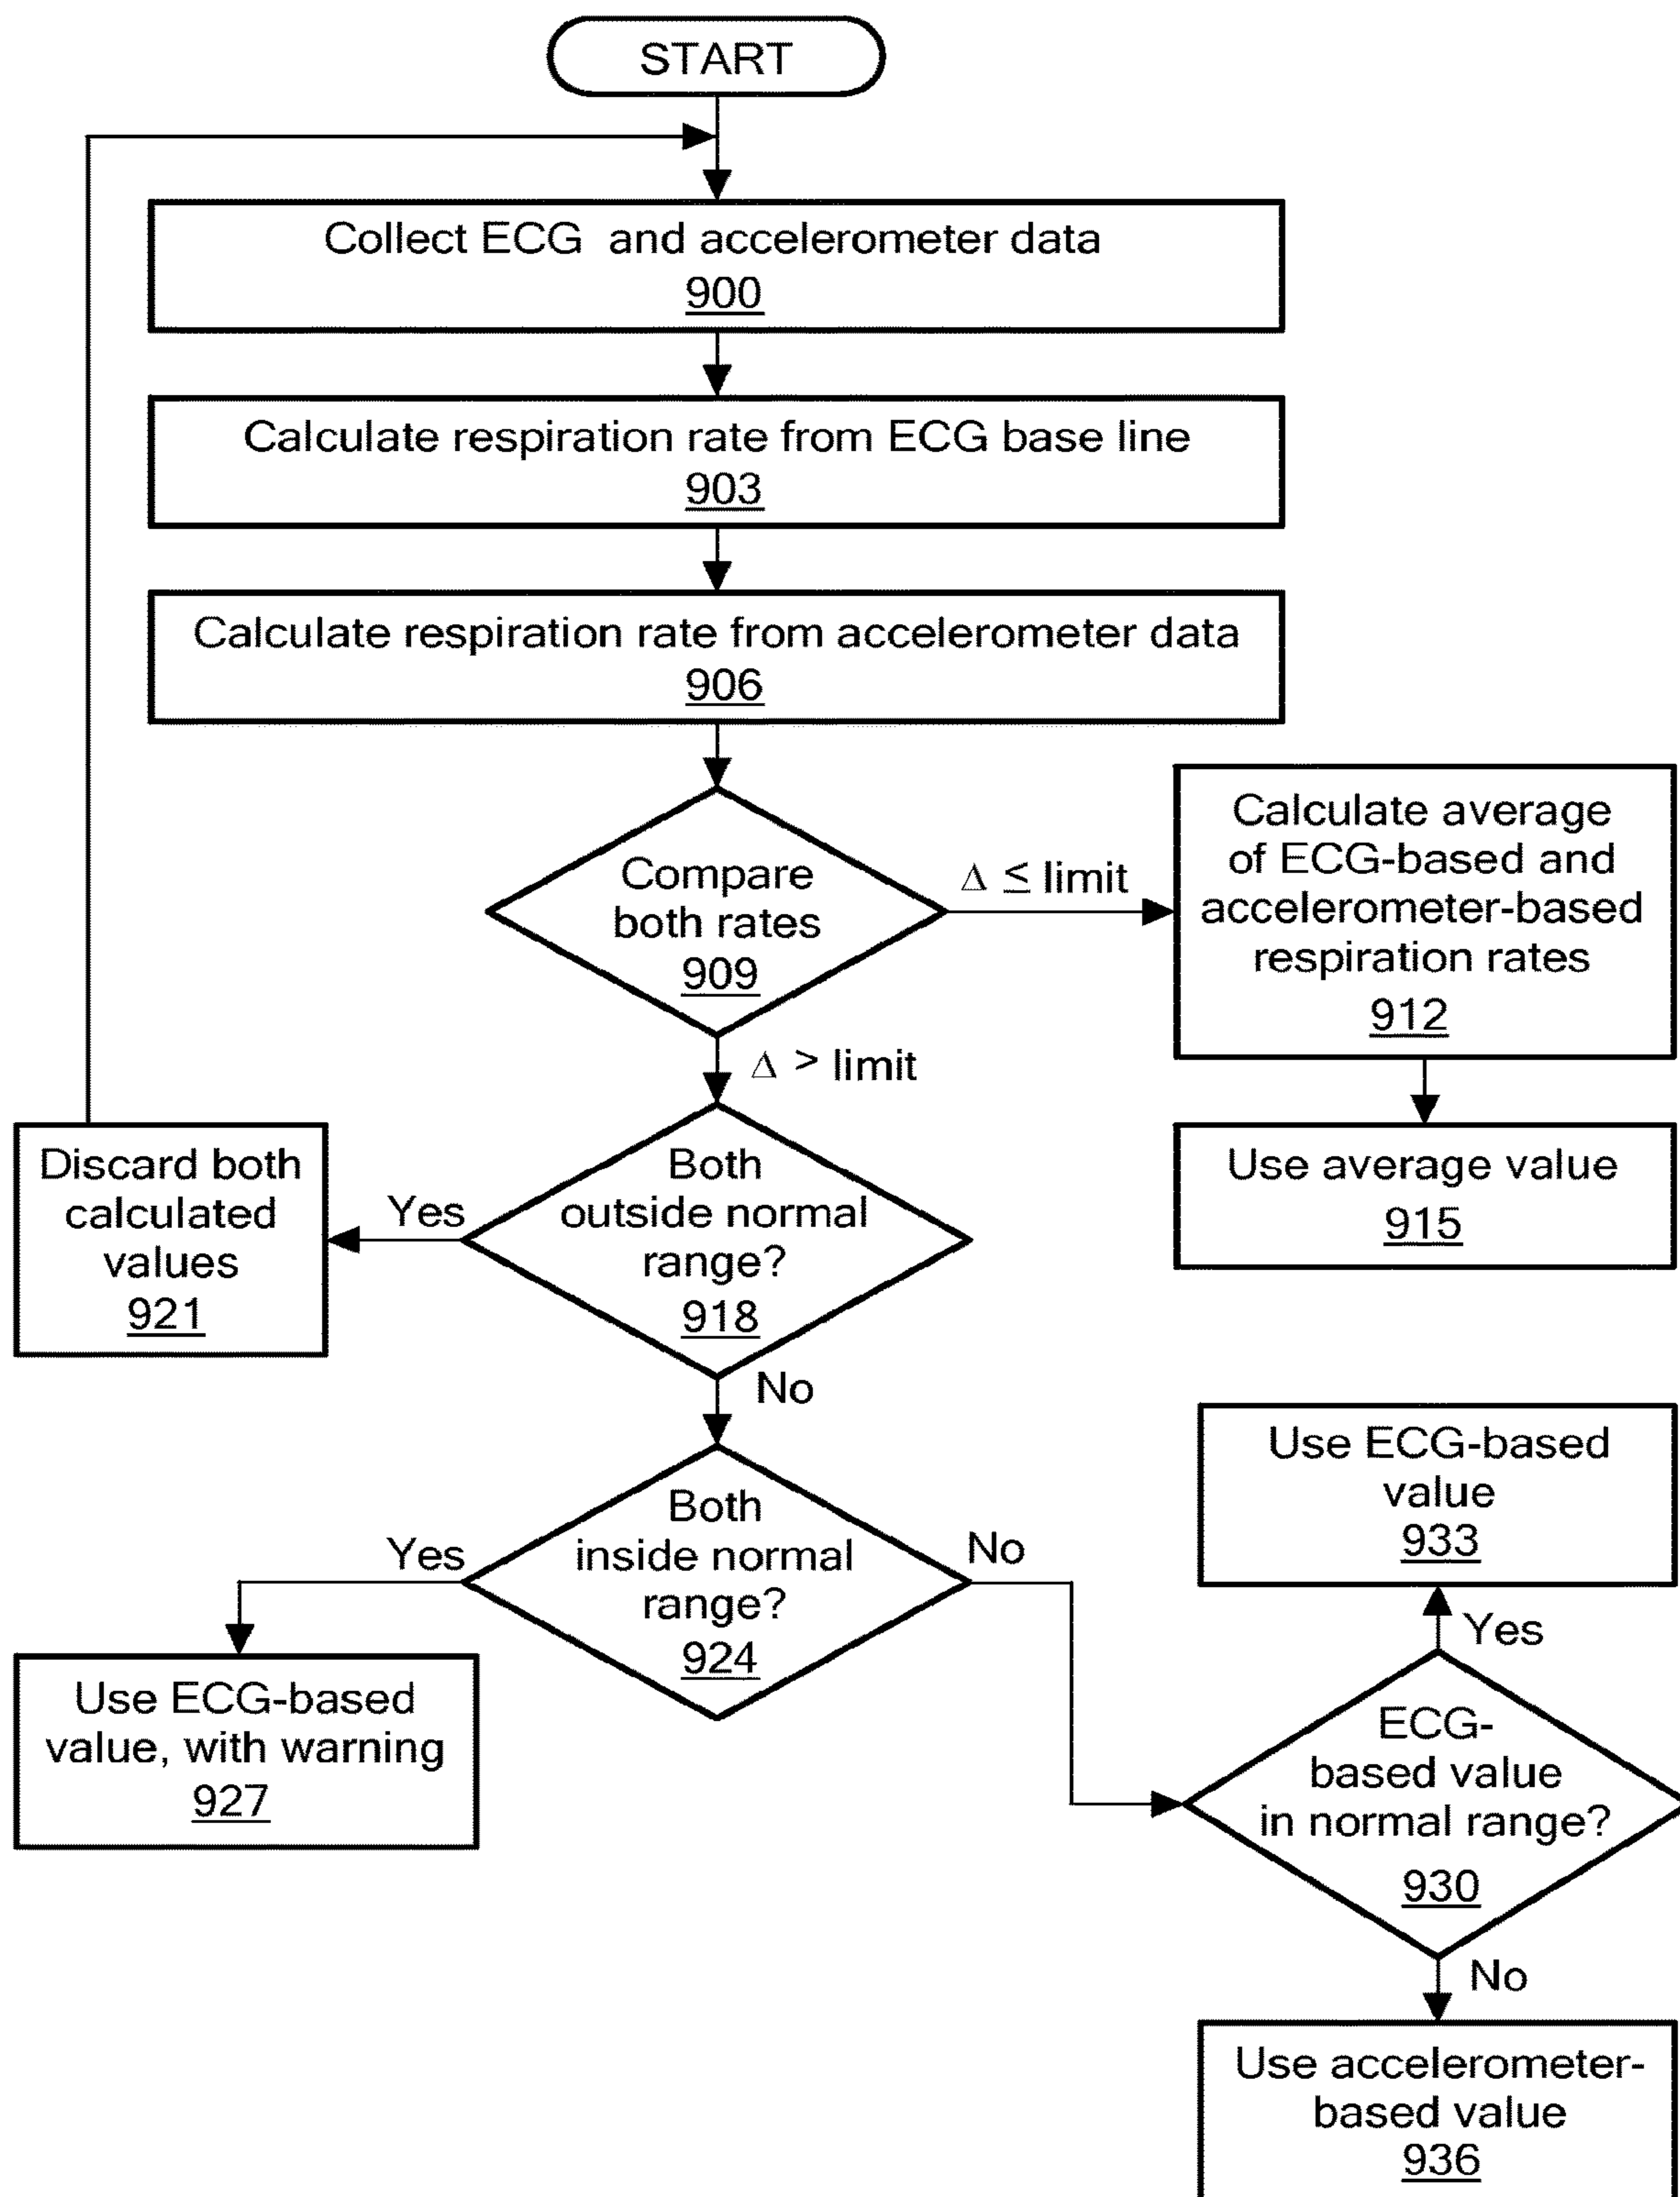 START
Collect ECG and accelerometer data
900
Calculate respiration rate from ECG base line
903
Calculate respiration rate from accelerometer data
906
Compare
both rates
909
Δ ≤ limit
Calculate average
of ECG-based and
accelerometer-based
respiration rates
912
Δ > limit
Use average value
915
Both
outside normal
range?
918
Yes
Discard both
calculated
values
921
No
Both
inside normal
range?
924
Yes
No
Use ECG-based
value, with warning
927
Use ECG-based
value
933
Yes
ECG-
based value
in normal range?
930
No
Use accelerometer-
based value
936